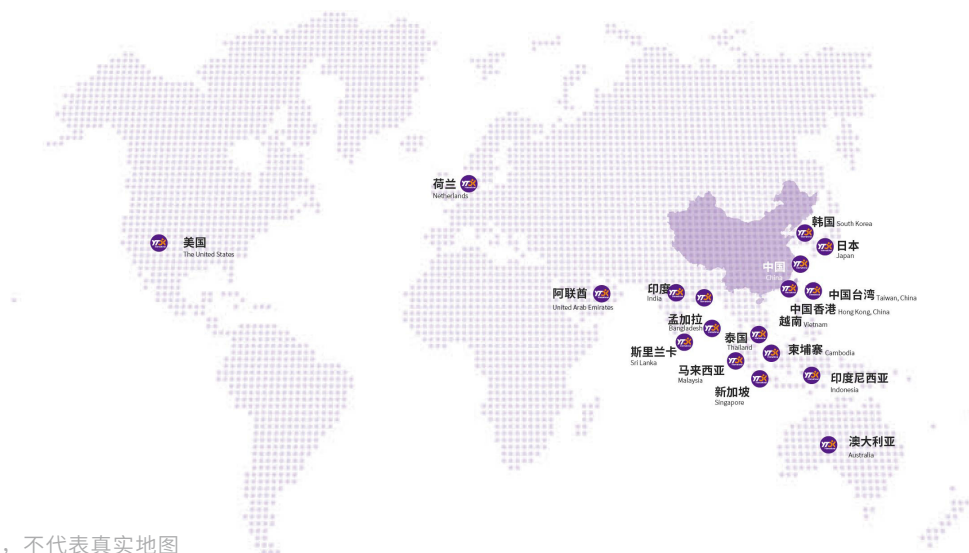 荷兰
Netherlands
韩国 South Korea
美国
The United States
日本
Japan
中国
China
阿联酋
United Arab Emirates
印度
India
中国台湾 Taiwan, China
中国香港 Hong Kong, China
孟加拉
Bangladesh
越南 Vietnam
泰国
Thailand
斯里兰卡
Sri Lanka
柬埔寨 Cambodia
马来西亚
Malaysia
印度尼西亚
Indonesia
新加坡
Singapore
澳大利亚
Australia
，不代表真实地图